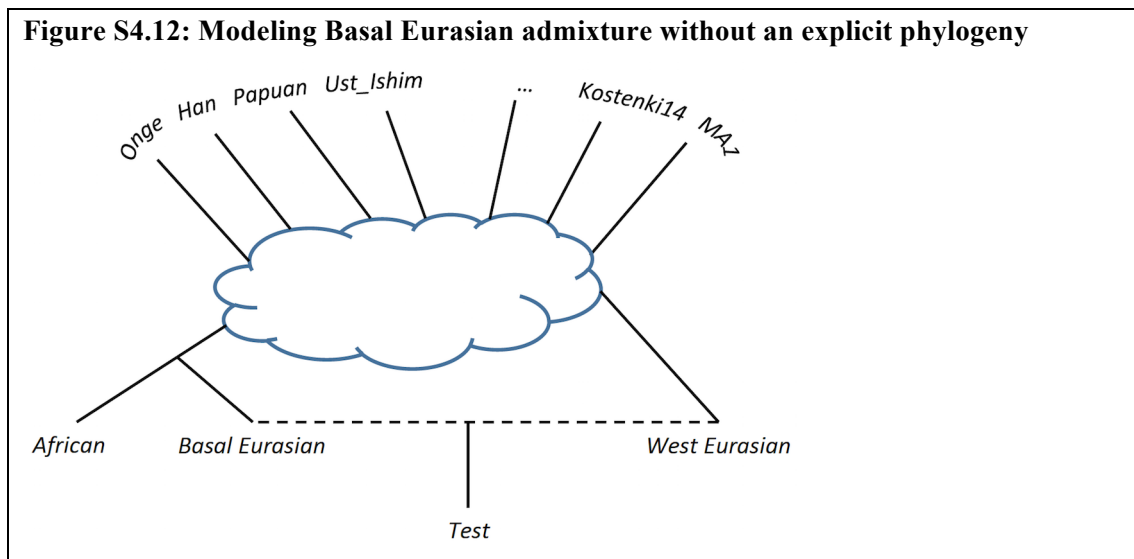 Figure S4.12: Modeling Basal Eurasian admixture without an explicit phylogeny
Onge Han Papuan Ust_Ishim ... Kostenki14 MA1
African Basal Eurasian West Eurasian
Test